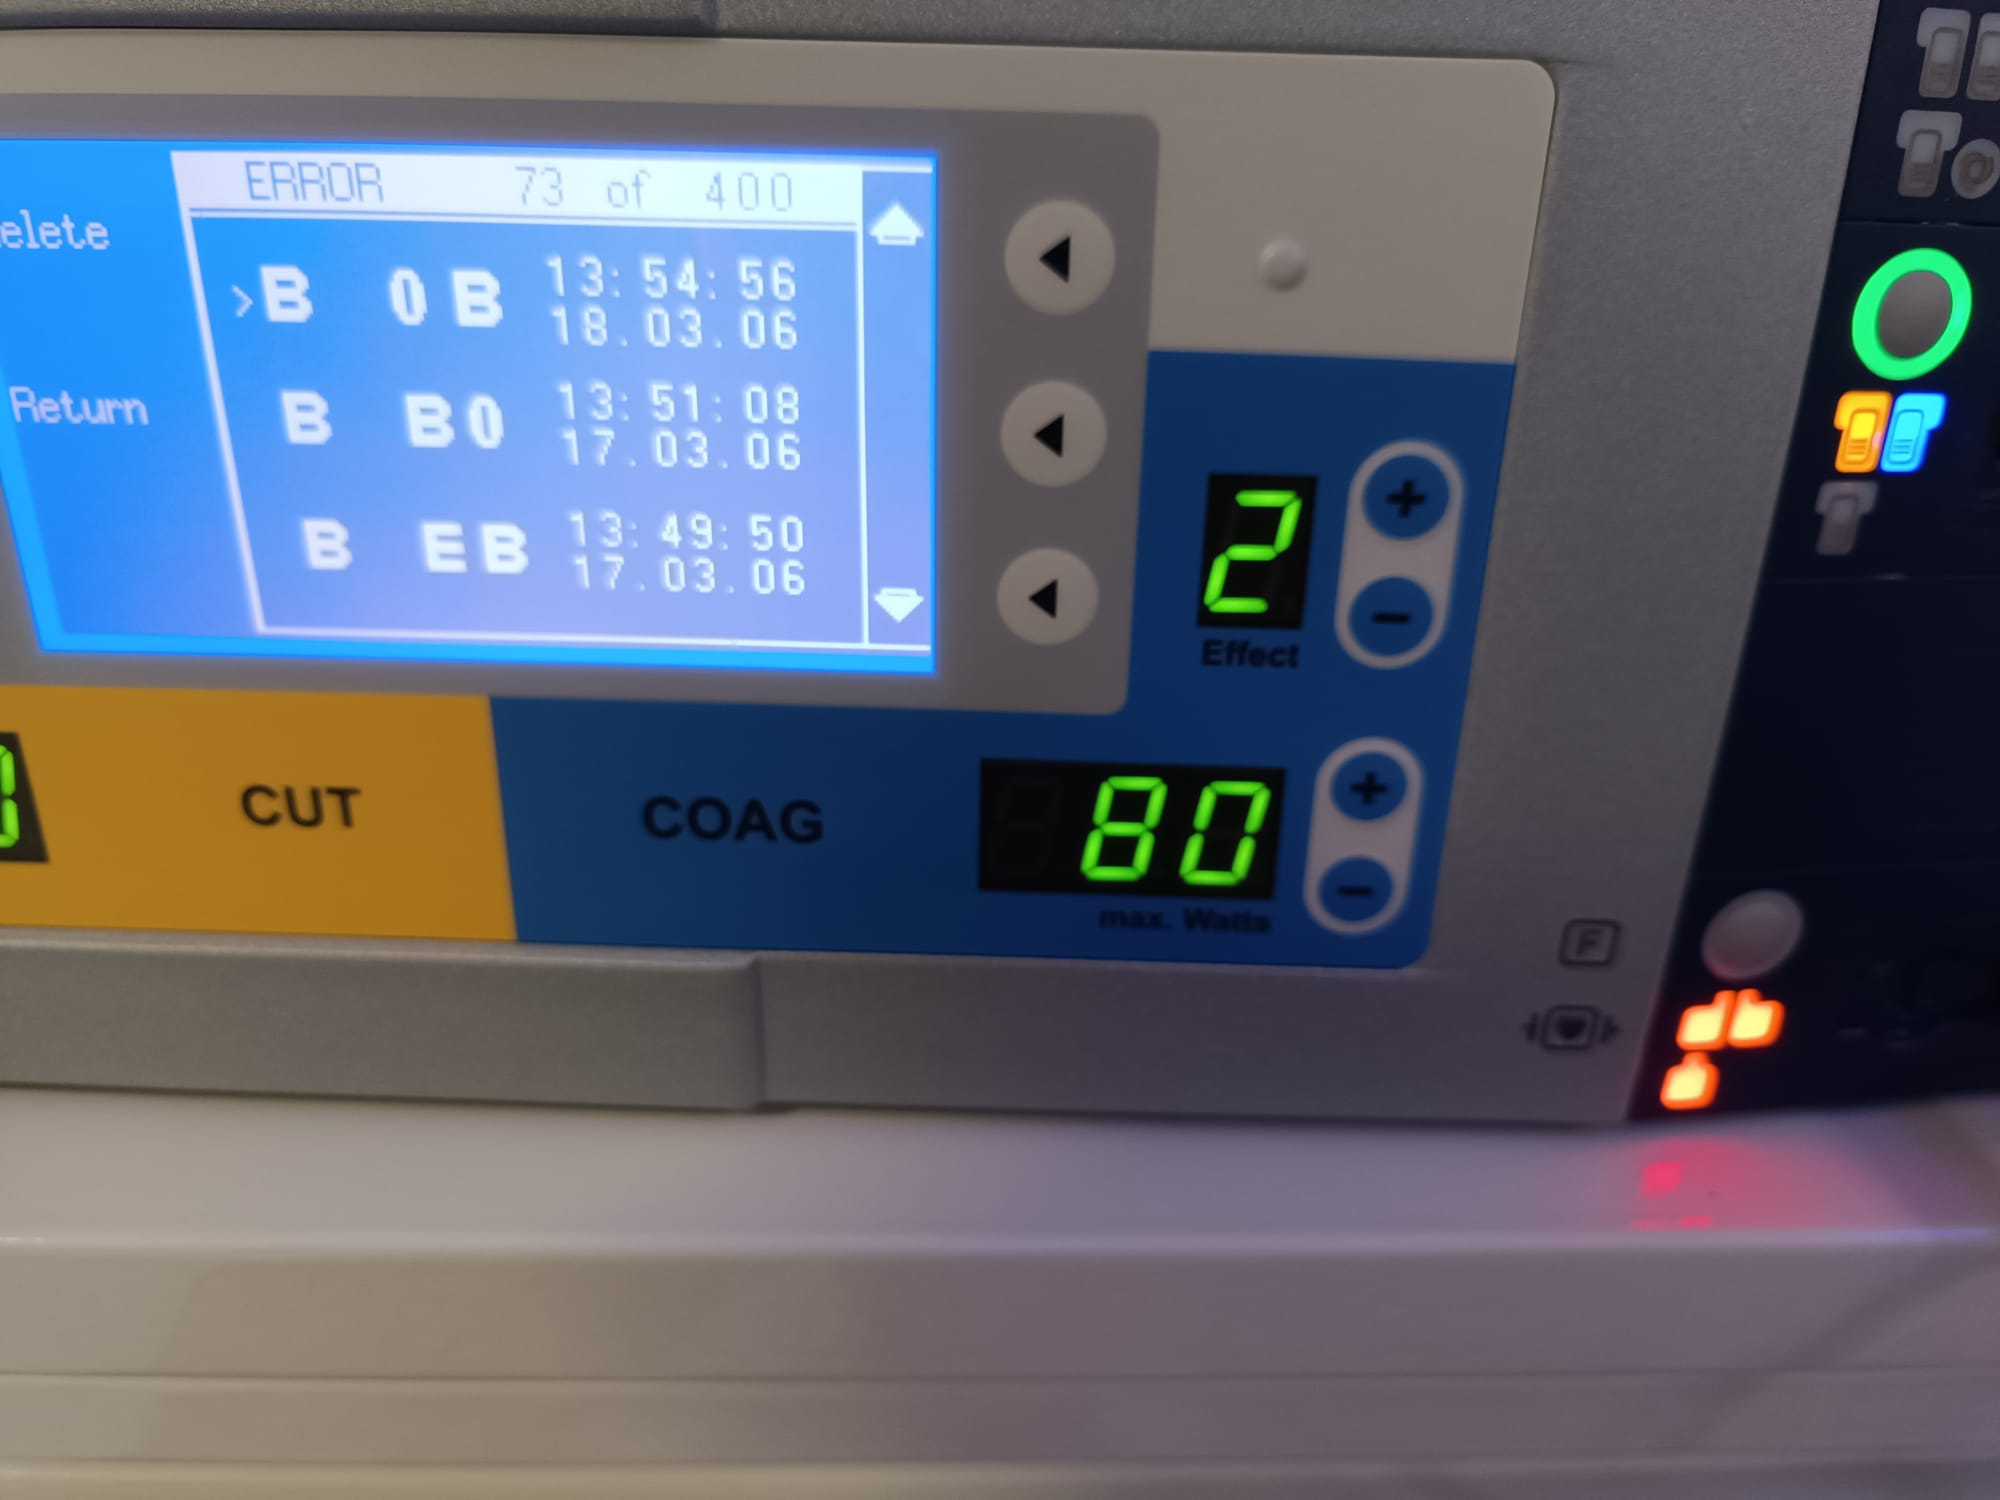 ERROR 73 of 400
elete
>B 0B 13:54:56
18.03.06
Return
B B0 13:51:08
17.03.06
B EB 13:49:50
17.03.06
2
+
-
Effect
CUT
COAG
80
+
-
max. Watts
F